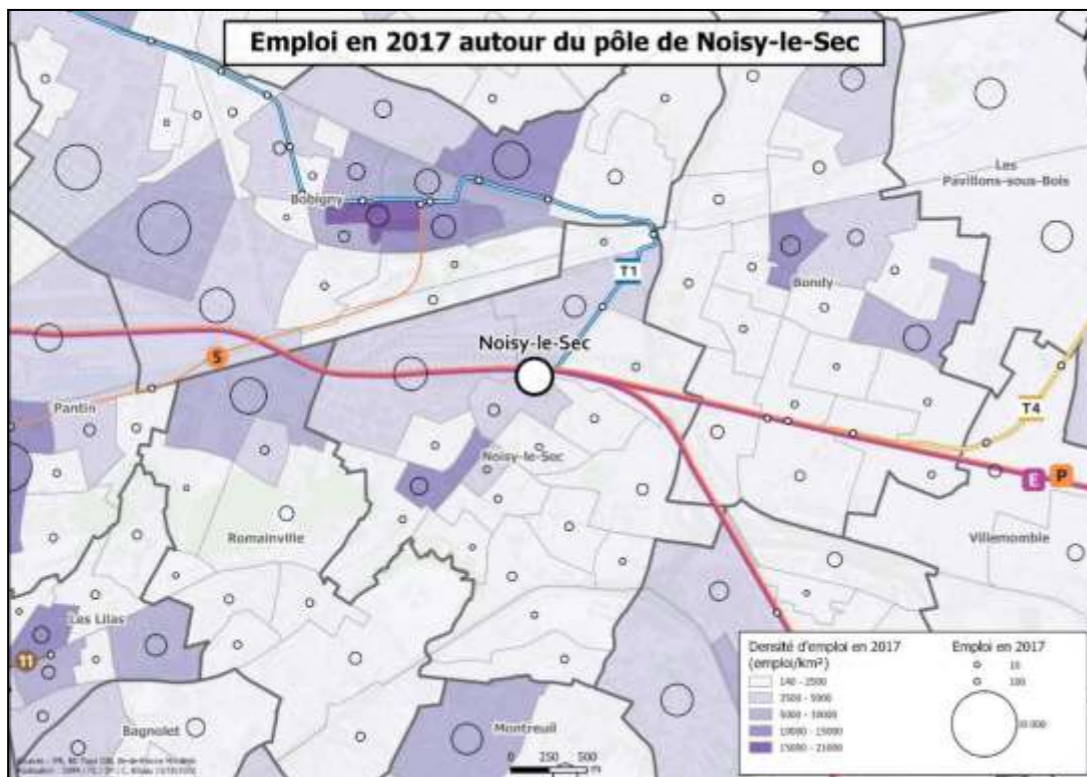 Emploi en 2017 autour du pôle de Noisy-le-Sec
Les
Pavillons-sous-Bois
Bobigny
T1
Bondy
Noisy-le-Sec
5
Pantin
T4
Noisy-le-Sec
E
P
Romainville
Villemomble
Les Lilas
11
Bagnolet
Montreuil
0 250 500
m
Densité d'emploi en 2017
(emploi/km²)
140 - 2500
2500 - 5000
5000 - 10000
10000 - 15000
15000 - 21000
Emploi en 2017
10
100
10 000